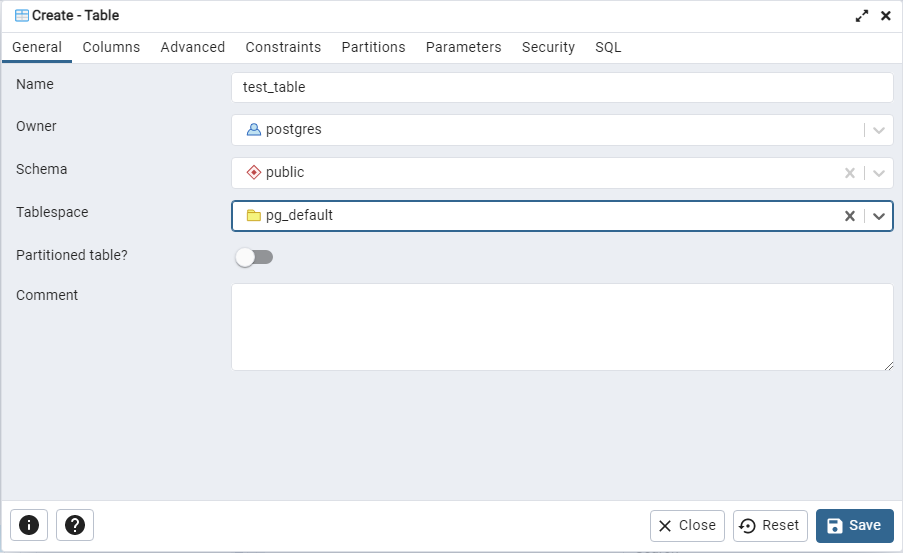 Create - Table
General Columns Advanced Constraints Partitions Parameters Security SQL
Name test_table
Owner postgres
Schema public
Tablespace pg_default
Partitioned table?
Comment
Close Reset Save